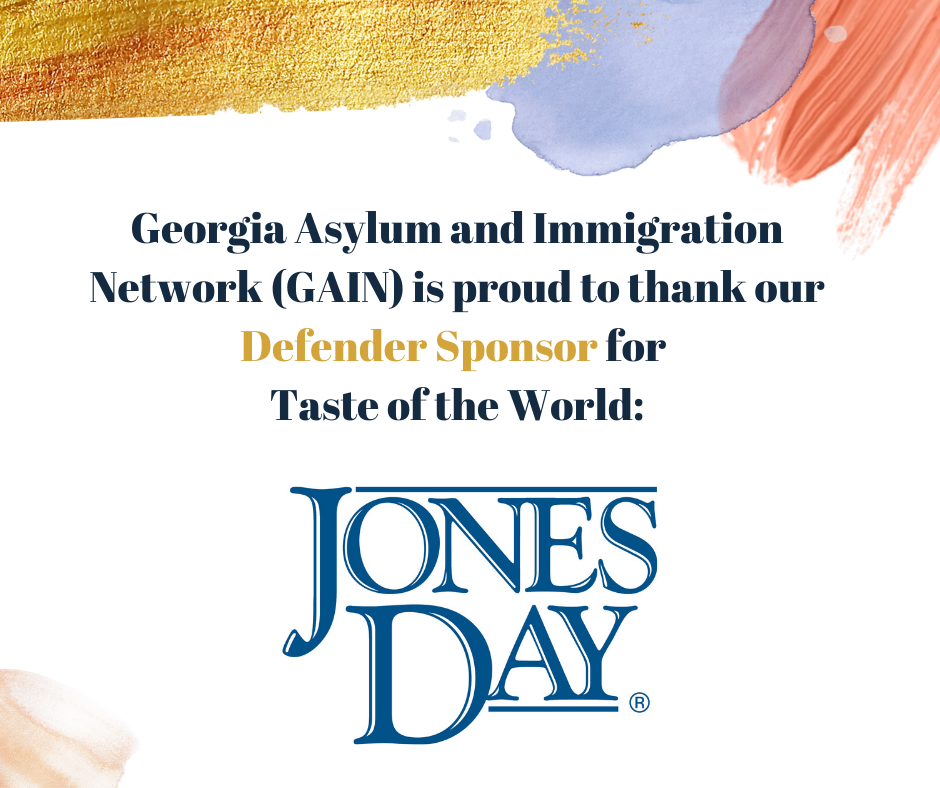 Georgia Asylum and Immigration
Network (GAIN) is proud to thank our
Defender Sponsor for
Taste of the World:
JONES
DAY ®